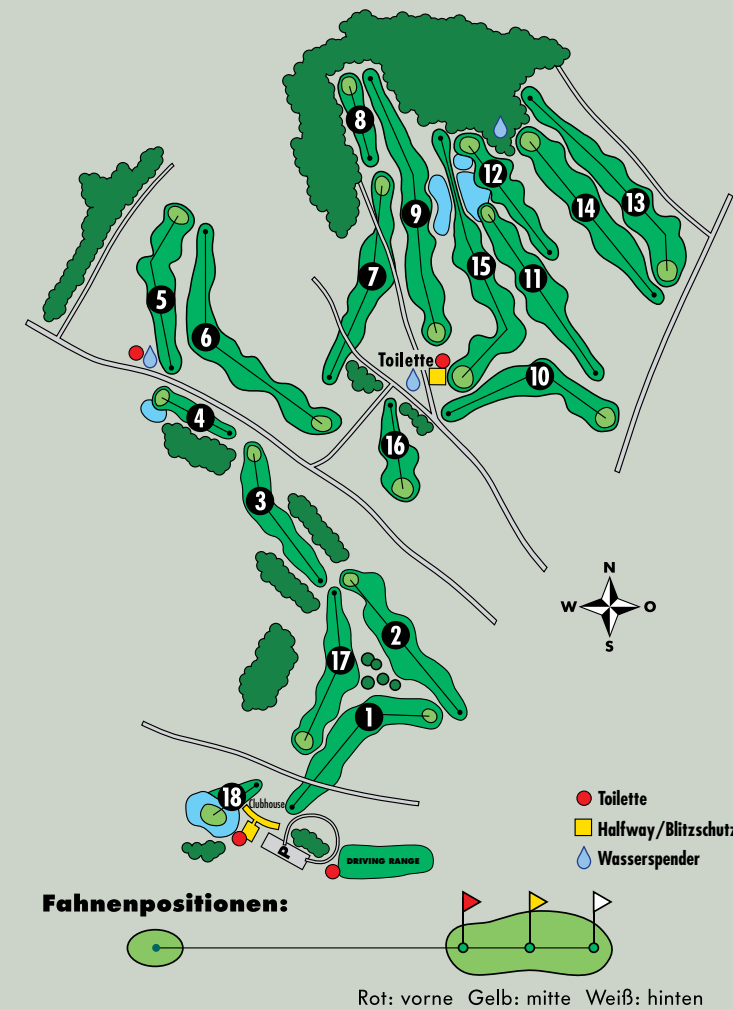 8
12
13
9
14
7
15
11
5
6
Toilette
10
4
16
3
N
W O
S
2
17
1
18
Clubhouse
P
DRIVING RANGE
Toilette
Halfway/Blitzschutz
Wasserspender
Fahnenpositionen:
Rot: vorne Gelb: mitte Weiß: hinten